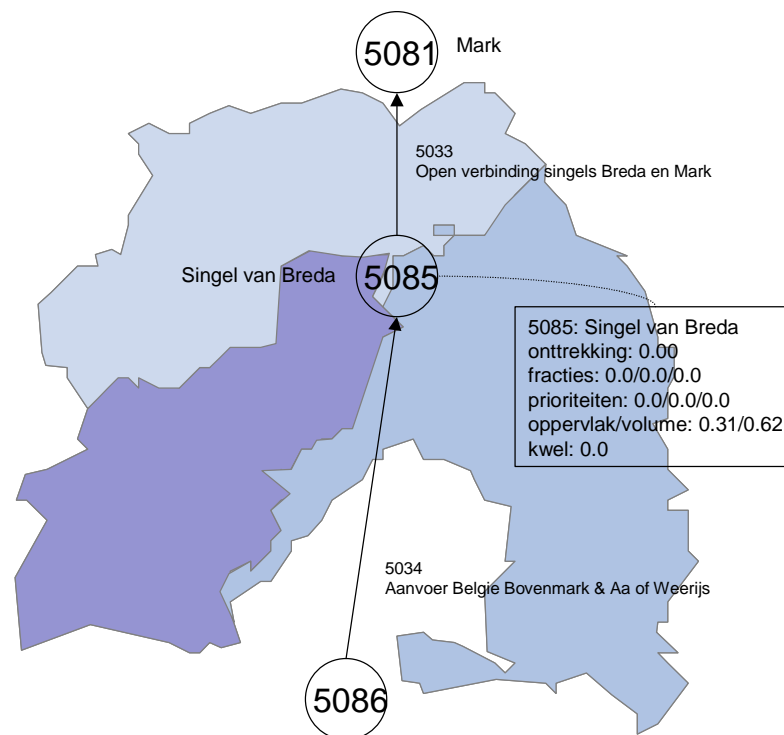 5081
Mark
5033
Open verbinding singels Breda en Mark
Singel van Breda
5085
5085: Singel van Breda
onttrekking: 0.00
fracties: 0.0/0.0/0.0
prioriteiten: 0.0/0.0/0.0
oppervlak/volume: 0.31/0.62
kwel: 0.0
5034
Aanvoer Belgie Bovenmark & Aa of Weerijs
5086